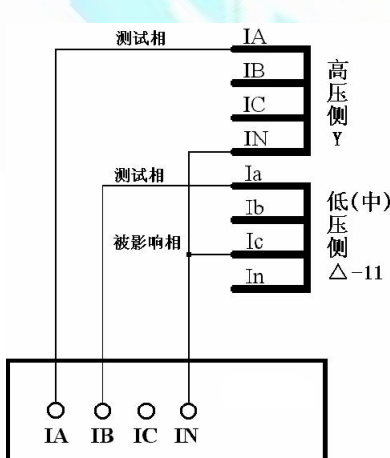 测试相
IA
IB
IC
IN
高压侧
Y
测试相
Ia
Ib
被影响相
Ic
In
低(中)压侧
△-11
IA IB IC IN